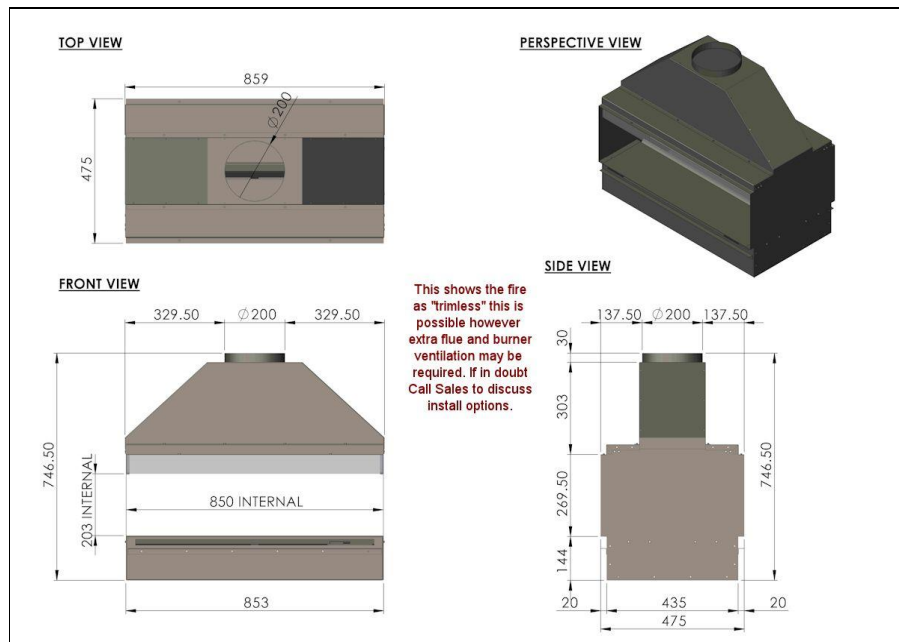 TOP VIEW
859
Ø200
475
PERSPECTIVE VIEW
FRONT VIEW
329.50 Ø200 329.50
746.50
203 INTERNAL
850 INTERNAL
853
This shows the fire
as "trimless" this is
possible however
extra flue and burner
ventilation may be
required. If in doubt
Call Sales to discuss
install options.
SIDE VIEW
137.50 Ø200 137.50
30
303
269.50
144
746.50
20 435 20
475